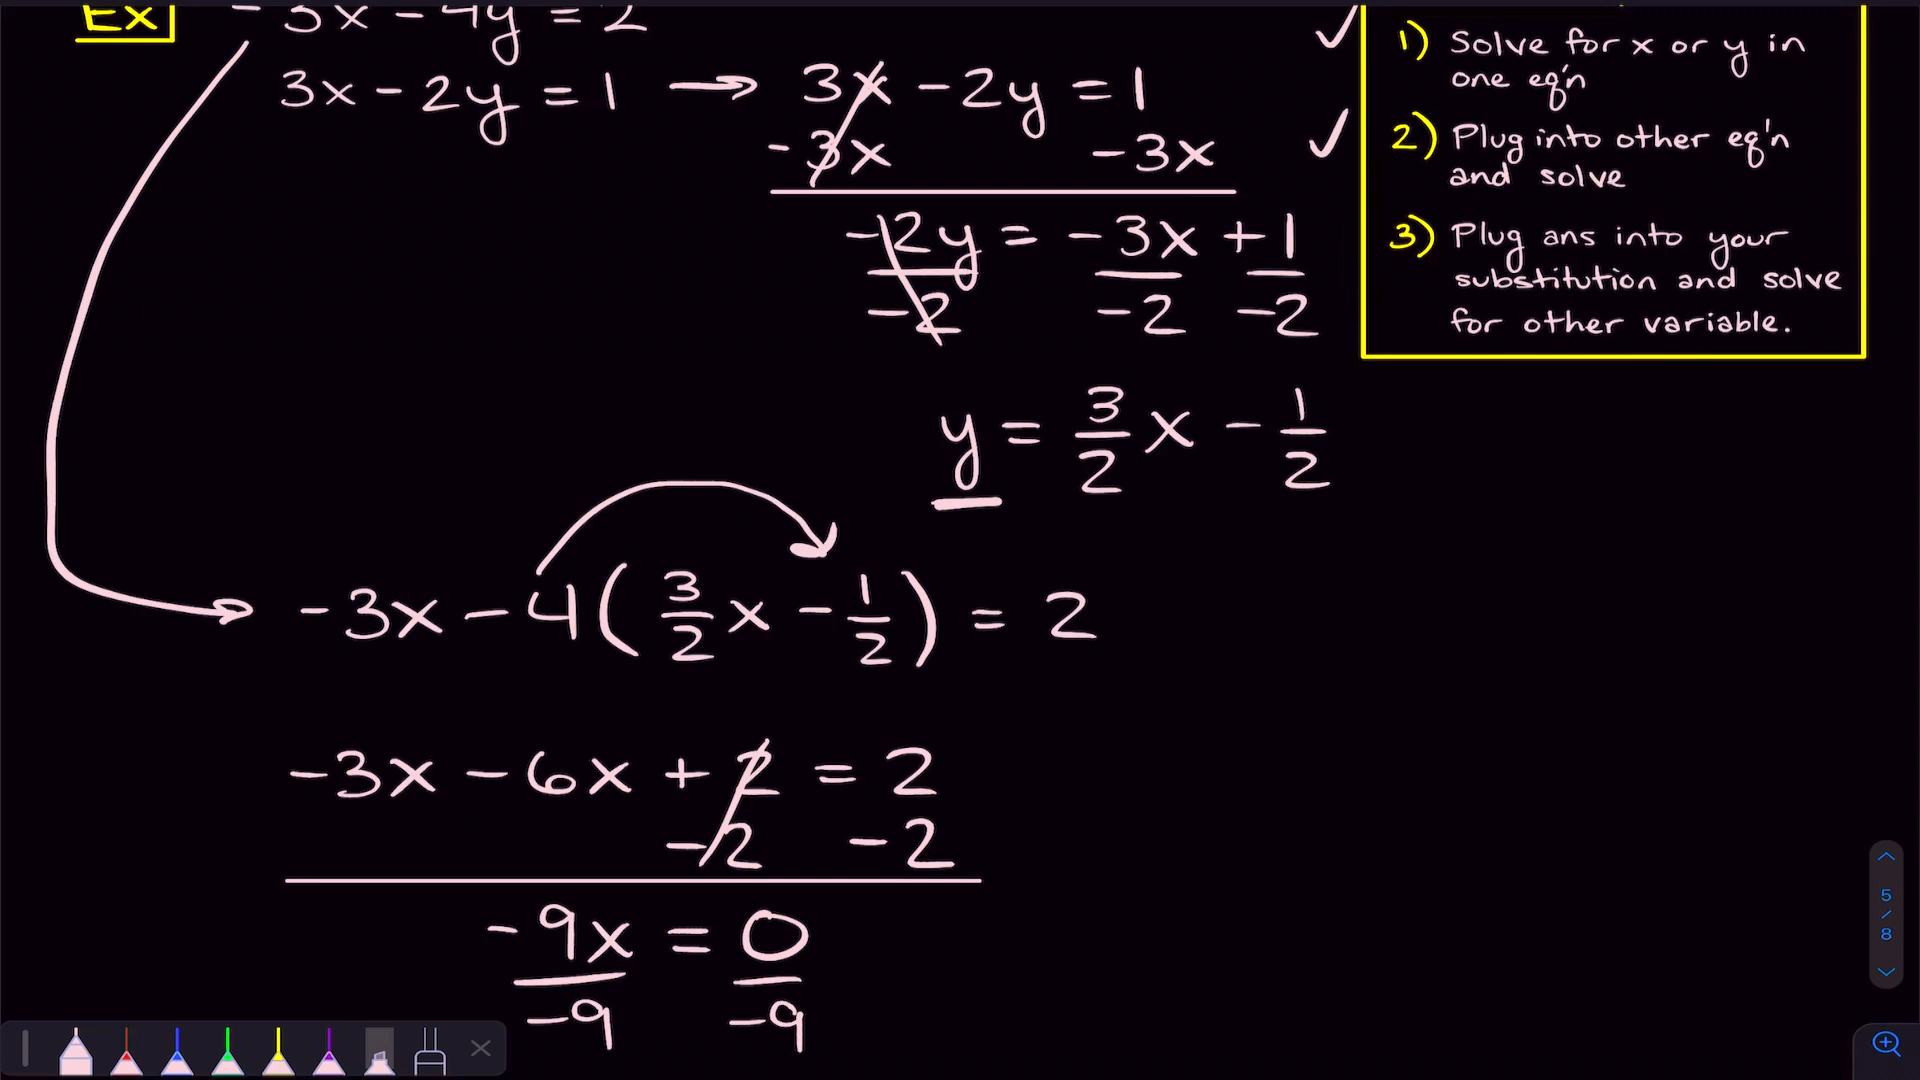 Ex
-3x - 4y = 2
3x - 2y = 1 → 3x - 2y = 1
-3x -3x
-2y = -3x + 1
-2 -2 -2
y = 3/2 x - 1/2
-3x - 4(3/2 x - 1/2) = 2
-3x - 6x + 2 = 2
-2 -2
-9x = 0
-9 -9
✓ 1) Solve for x or y in
one eq'n
✓ 2) Plug into other eq'n
and solve
3) Plug ans into your
substitution and solve
for other variable.
5
/
8